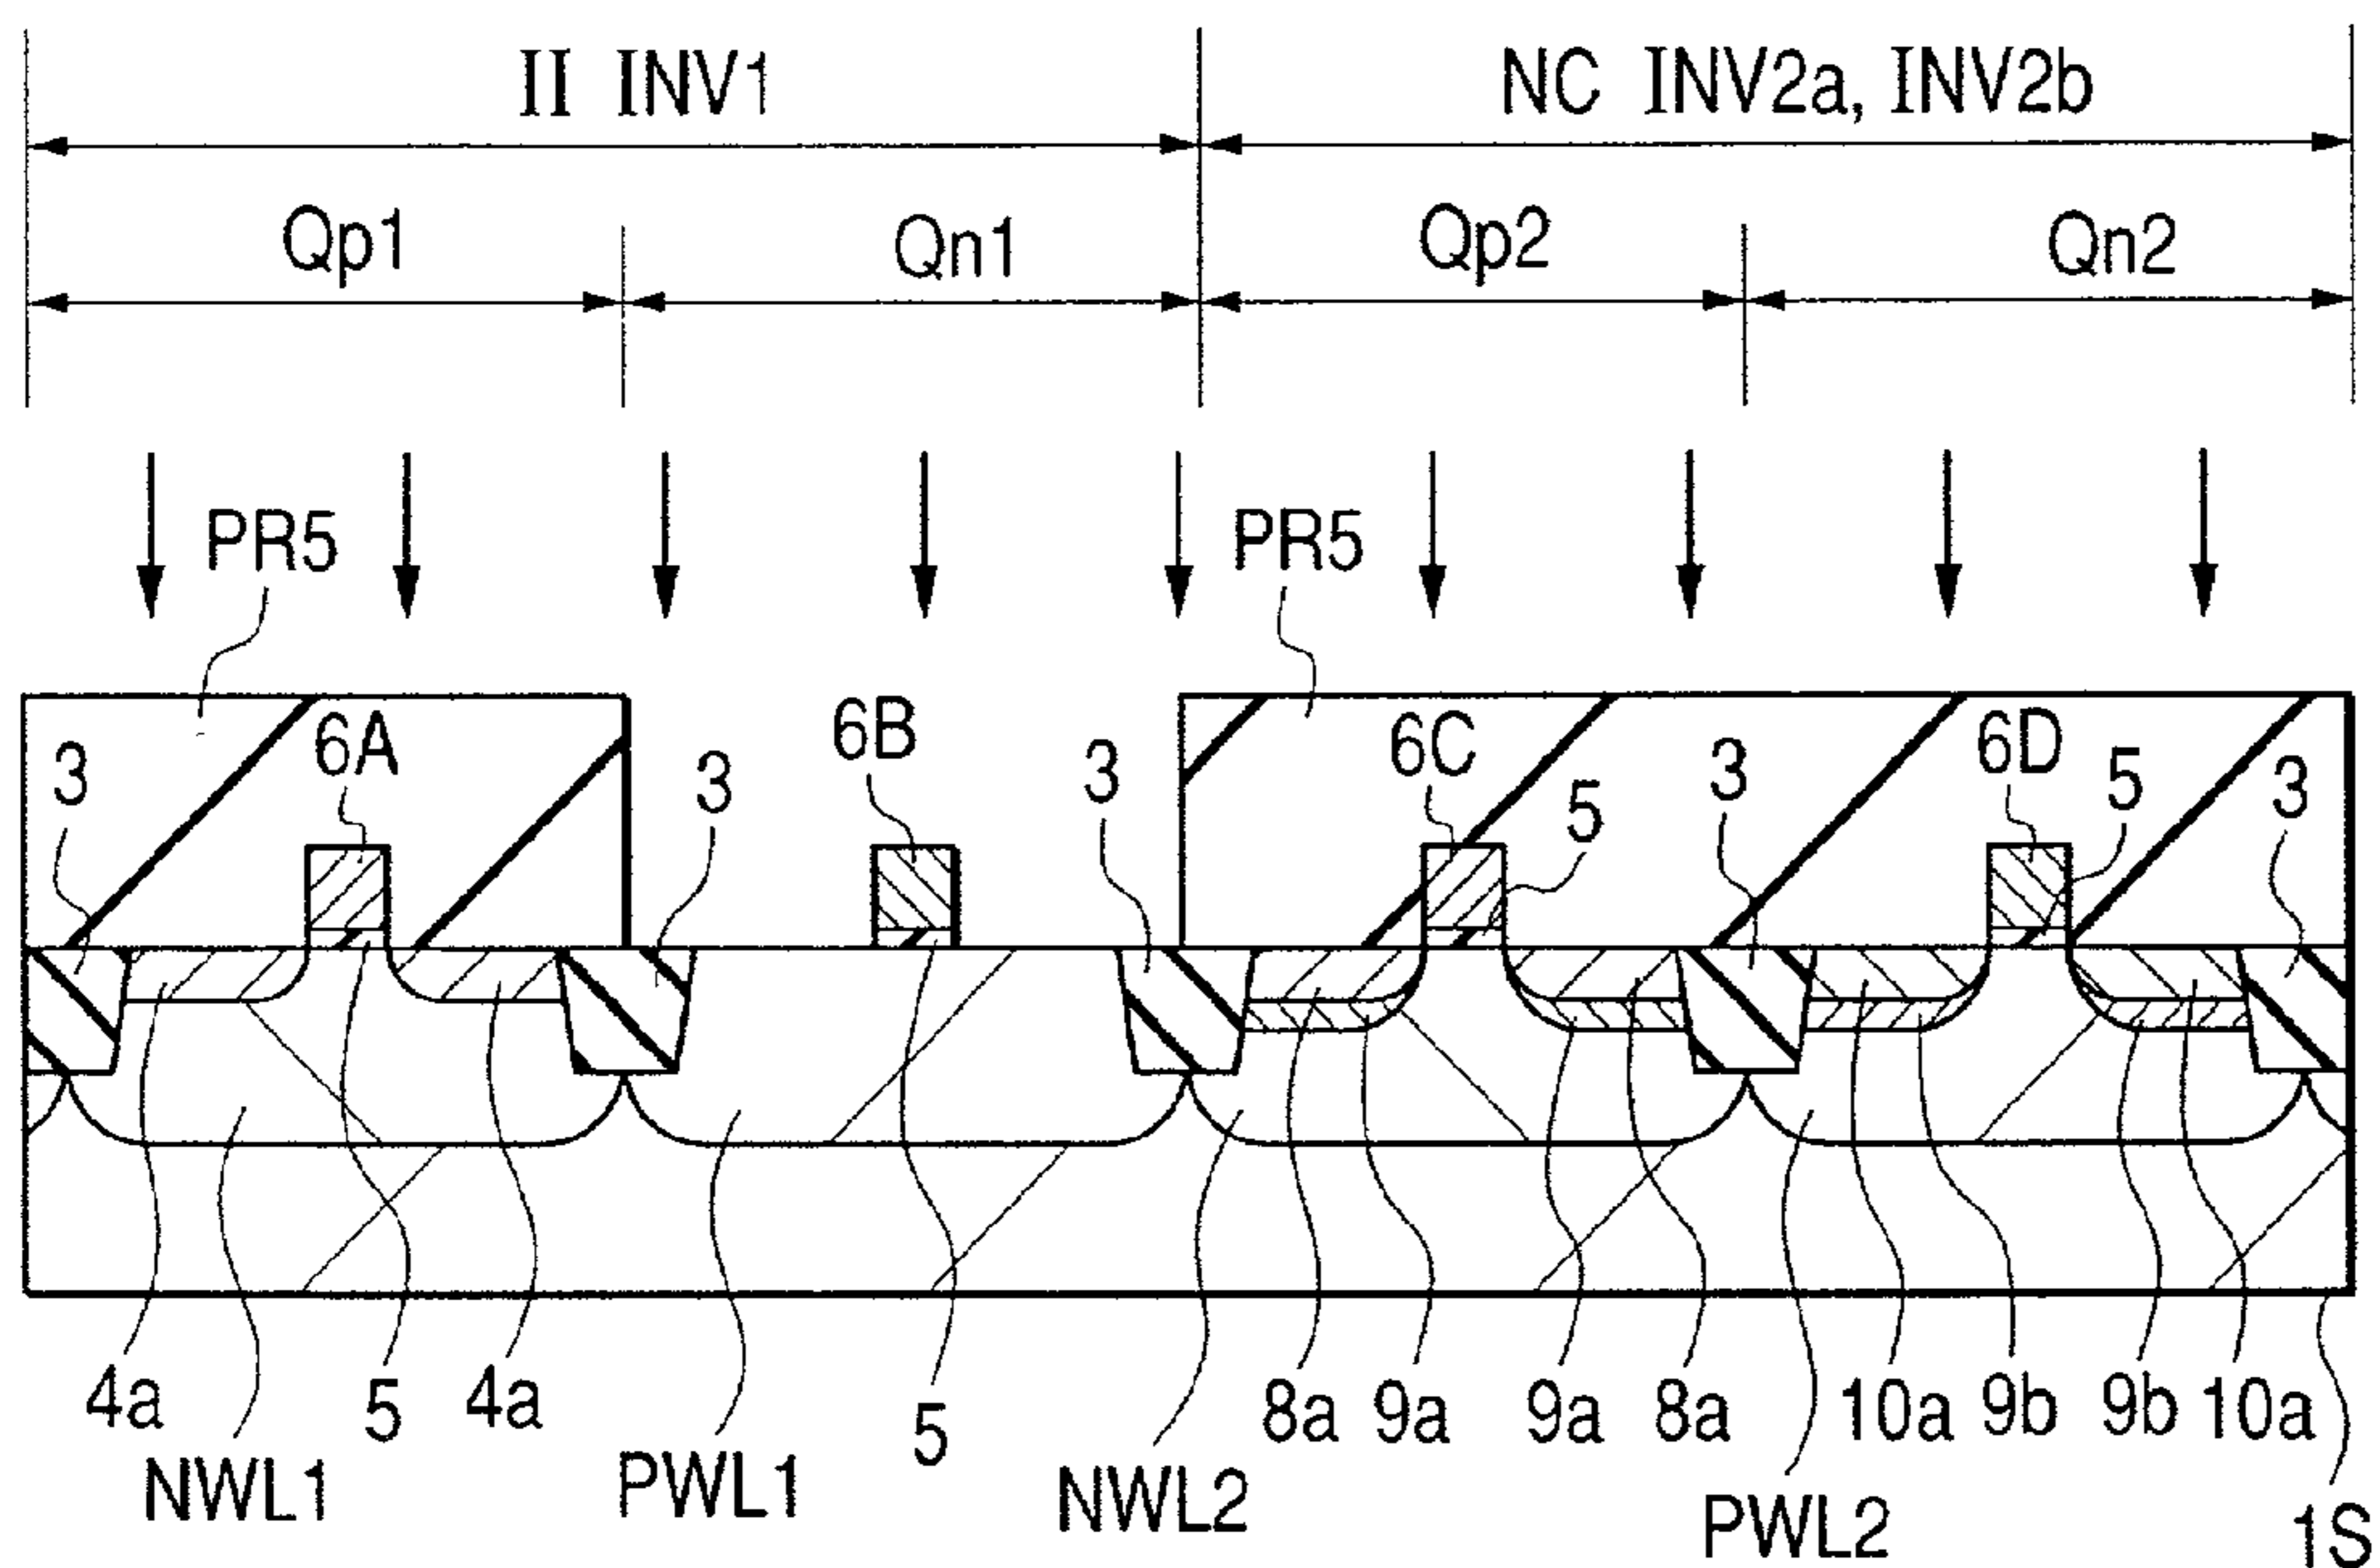 II INV1 NC INV2a, INV2b
Qp1 Qn1 Qp2 Qn2
PR5 PR5
3 6A 3 6B 3 6C 5 3 6D 5 3
4a 5 4a 5 8a 9a 9a 8a 10a 9b 9b 10a
NWL1 PWL1 NWL2 PWL2 1S